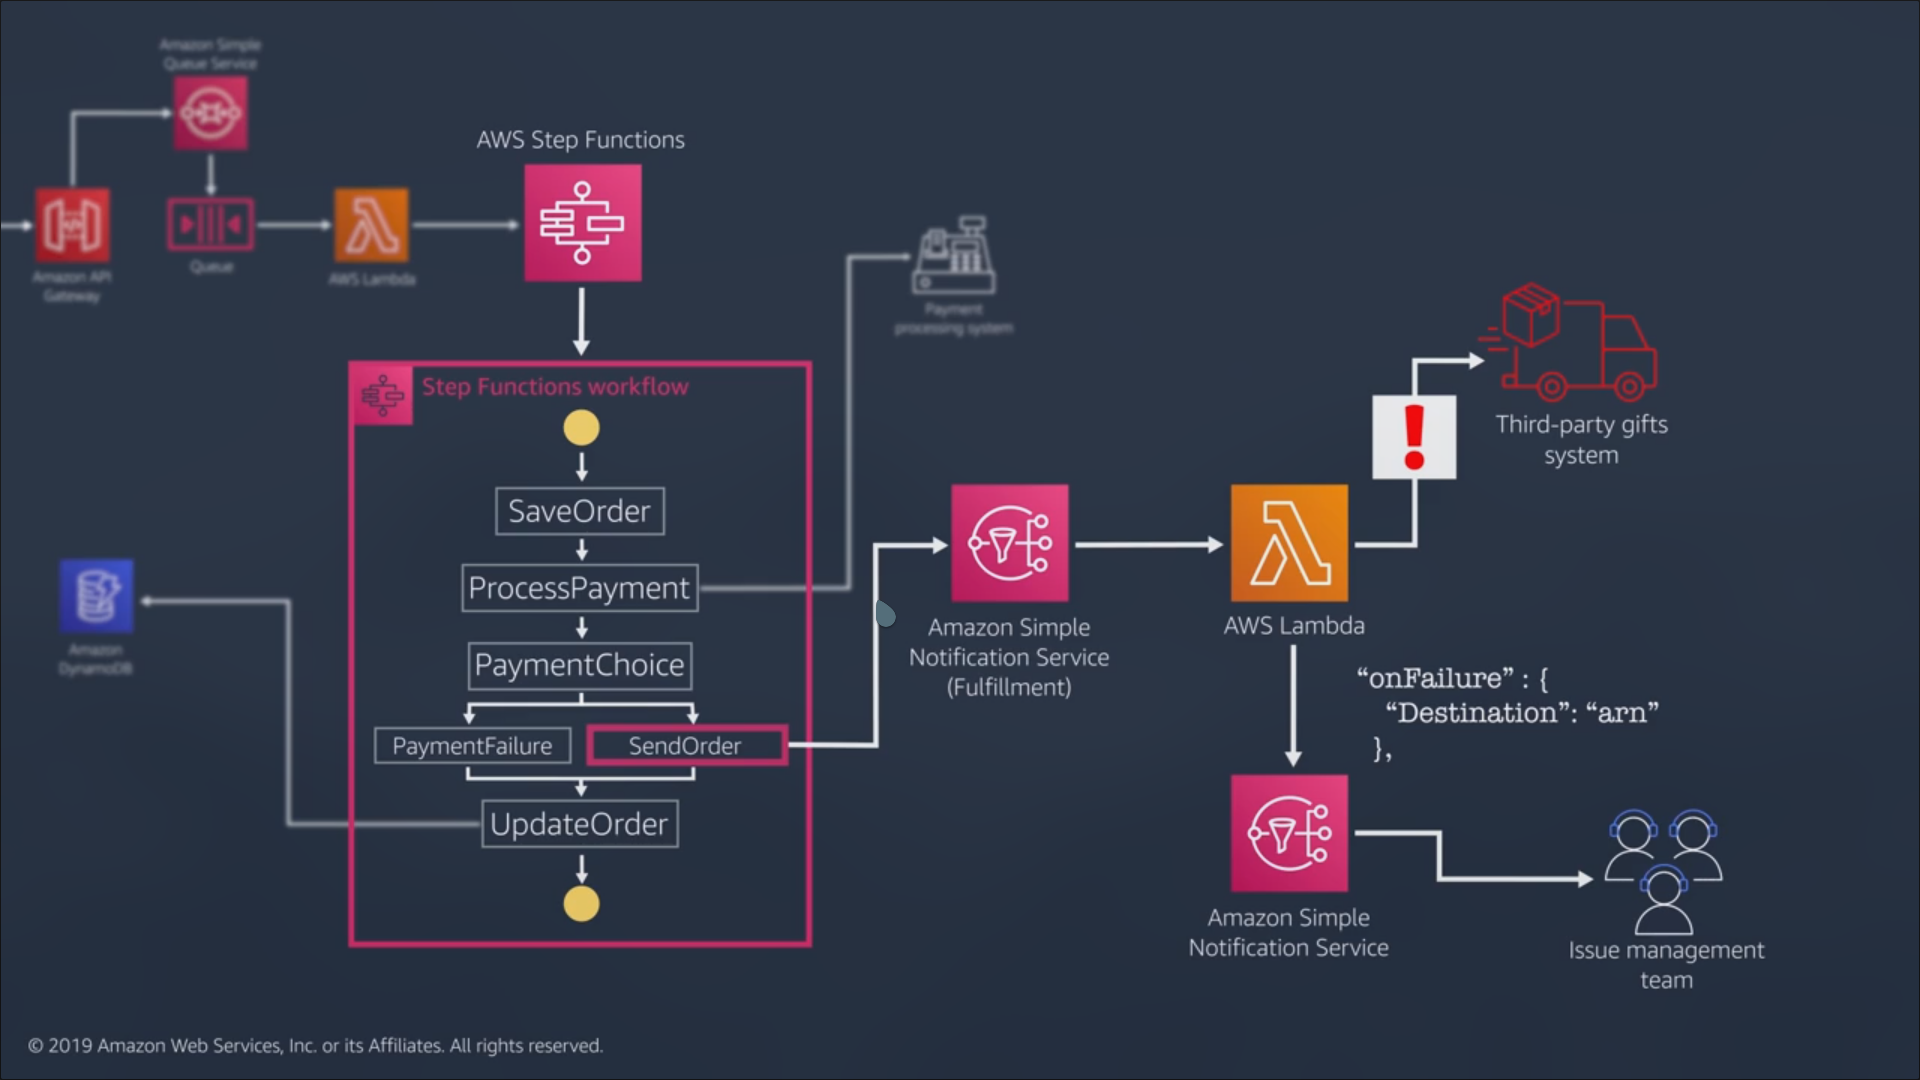 Amazon Simple
Queue Service
AWS Step Functions
Amazon API
Gateway
Queue
AWS Lambda
Payment
processing system
Step Functions workflow
SaveOrder
ProcessPayment
PaymentChoice
PaymentFailure
SendOrder
UpdateOrder
Amazon
DynamoDB
Amazon Simple
Notification Service
(Fulfillment)
AWS Lambda
Third-party gifts
system
“onFailure” : {
“Destination”: “arn”
},
Amazon Simple
Notification Service
Issue management
team
© 2019 Amazon Web Services, Inc. or its Affiliates. All rights reserved.